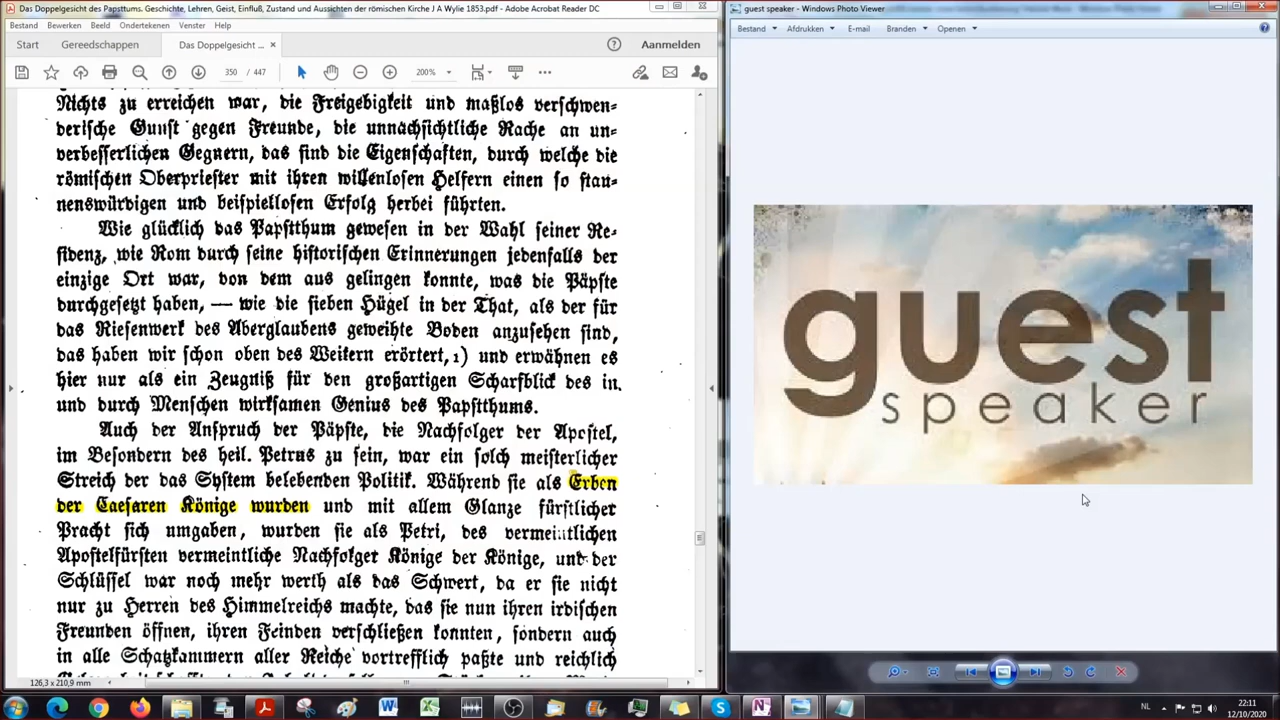 Das Doppelgesicht des Papsttums. Geschichte, Lehren, Geist, Einfluß, Zustand und Aussichten der römischen Kirche J A Wylie 1853.pdf - Adobe Acrobat Reader DC
Bestand Bewerken Beeld Ondertekenen Venster Help
Start Gereedschappen Das Doppelgesicht ... × Aanmelden
350 / 447 200%
Nichts zu erreichen war, die Freigebigkeit und maßlos verschwen-
derische Gunst gegen Freunde, die unnachsichtliche Rache an un-
verbesserlichen Gegnern, das sind die Eigenschaften, durch welche die
römischen Oberpriester mit ihren willenlosen Helfern einen so stau-
nenswürdigen und beispiellosen Erfolg herbei führten.
Wie glücklich das Papstthum gewesen in der Wahl seiner Re-
sidenz, wie Rom durch seine historischen Erinnerungen jedenfalls der
einzige Ort war, von dem aus gelingen konnte, was die Päpste
durchgesetzt haben, — wie die sieben Hügel in der That, als der für
das Riesenwerk des Aberglaubens geweihte Boden anzusehen sind,
das haben wir schon oben des Weitern erörtert,1) und erwähnen es
hier nur als ein Zeugniß für den großartigen Scharfblick des in
und durch Menschen wirksamen Genius des Papstthums.
Auch der Anspruch der Päpste, die Nachfolger der Apostel,
im Besondern des heil. Petrus zu sein, war ein solch meisterlicher
Streich der das System belebenden Politik. Während sie als Erben
der Caesaren Könige wurden und mit allem Glanze fürstlicher
Pracht sich umgaben, wurden sie als Petri, des vermeintlichen
Apostelfürsten vermeintliche Nachfolger Könige der Könige, und der
Schlüssel war noch mehr werth als das Schwert, da er sie nicht
nur zu Herren des Himmelreichs machte, das sie nun ihren irdischen
Freunden öffnen, ihren Feinden verschließen konnten, sondern auch
in alle Schatzkammern aller Reiche vortrefflich paßte und reichlich
126,3 x 210,9 mm
guest speaker - Windows Photo Viewer
Bestand Afdrukken E-mail Branden Openen
guest
speaker
NL 22:11
12/10/2020